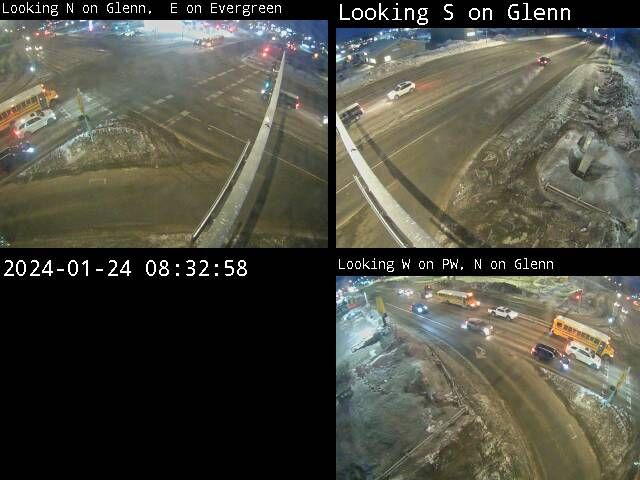 Looking N on Glenn,  E on Evergreen
Looking S on Glenn
2024-01-24 08:32:58
Looking W on PW, N on Glenn